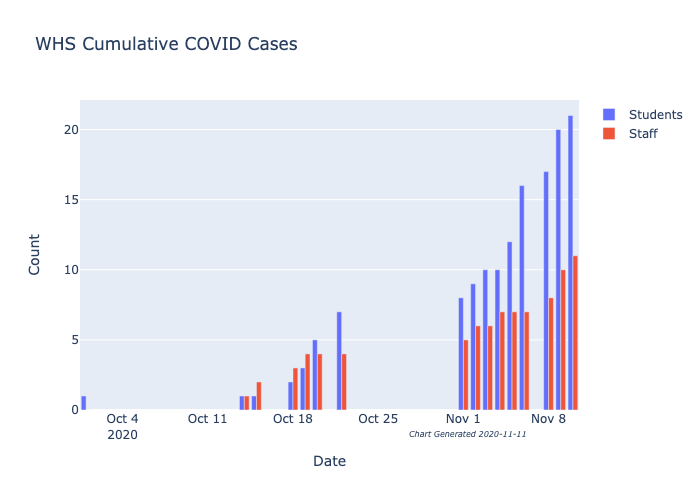 WHS Cumulative COVID Cases
Students
Staff
Count
20
15
10
5
0
Oct 4
2020
Oct 11
Oct 18
Oct 25
Nov 1
Nov 8
Chart Generated 2020-11-11
Date